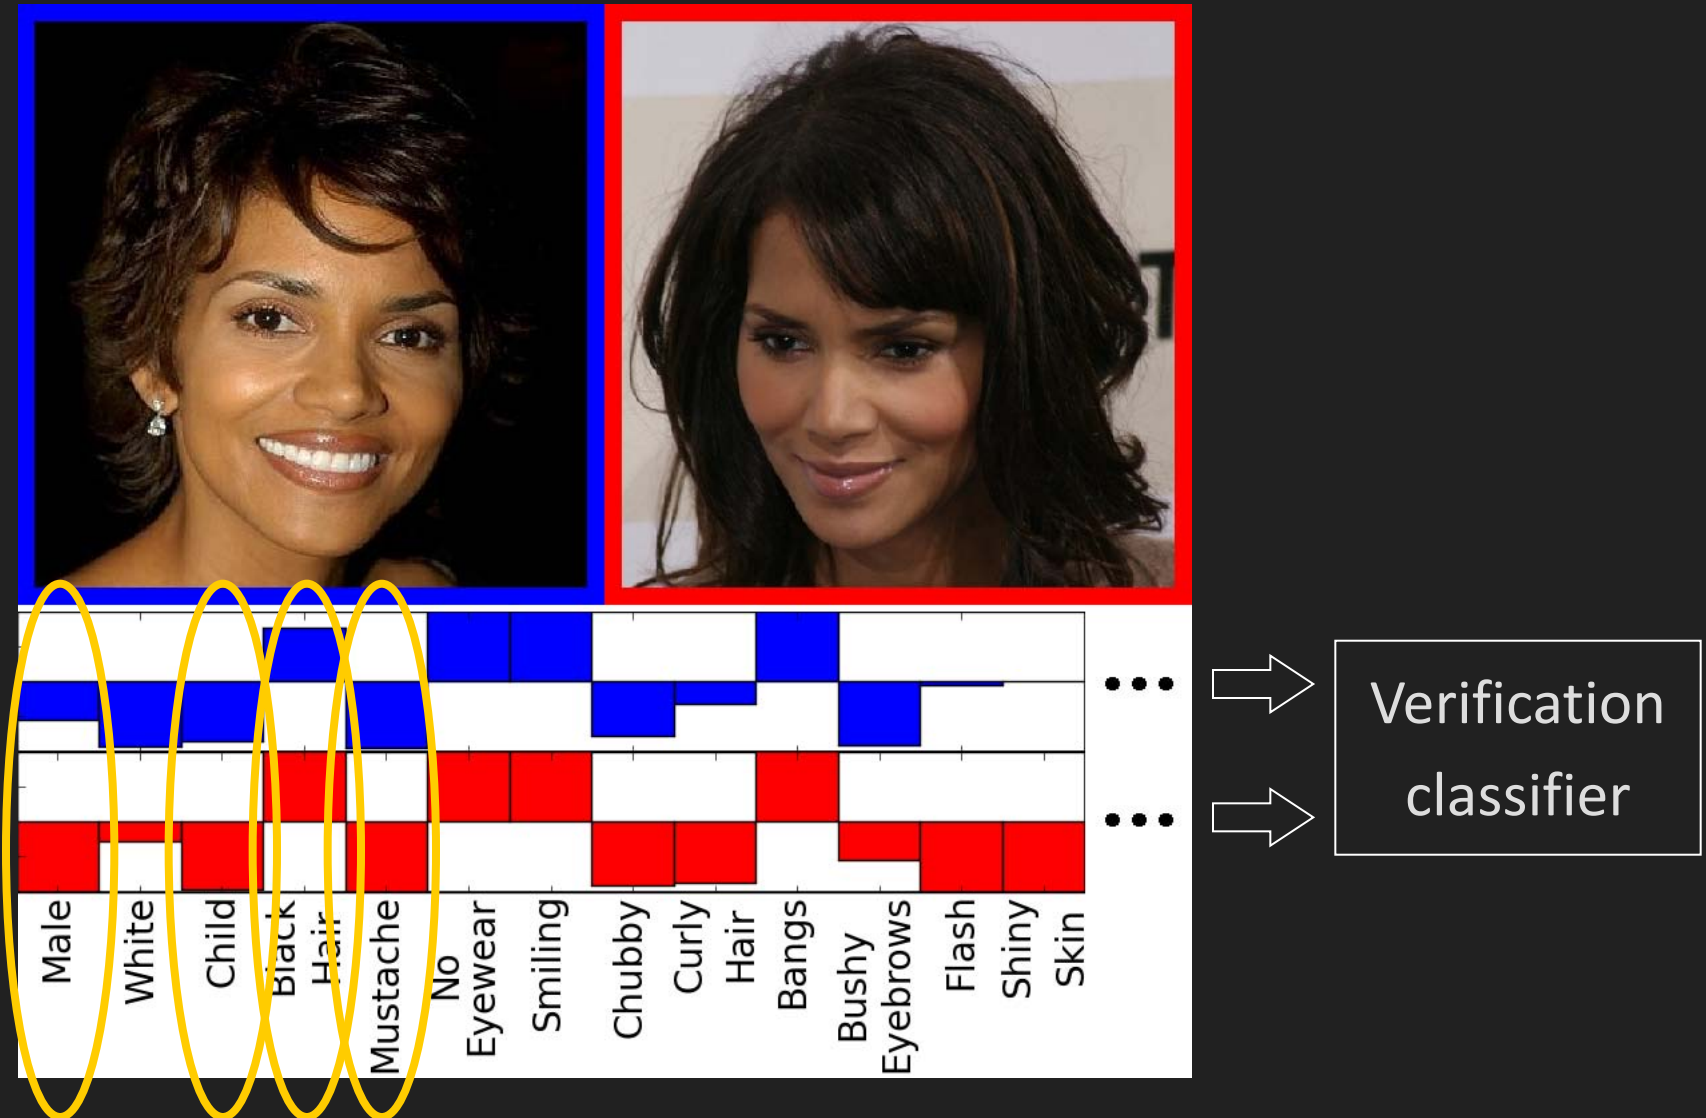 T
Verification
classifier
Male
White
Child
Black
Hair
Mustache
No
Eyewear
Smiling
Chubby
Curly
Hair
Bangs
Bushy
Eyebrows
Flash
Shiny
Skin